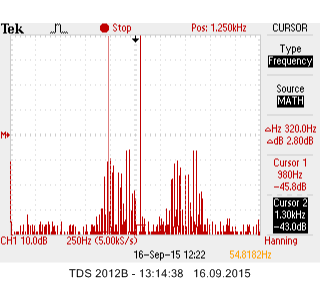 Tek Stop Pos: 1.250kHz CURSOR
Type
Frequency
Source
MATH
ΔHz 320.0Hz
ΔdB 2.80dB
M
Cursor 1
980Hz
-45.8dB
Cursor 2
1.30kHz
-43.0dB
CH1 10.0dB 250Hz (5.00kS/s) Hanning
16-Sep-15 12:22 54.8182Hz
TDS 2012B - 13:14:38 16.09.2015